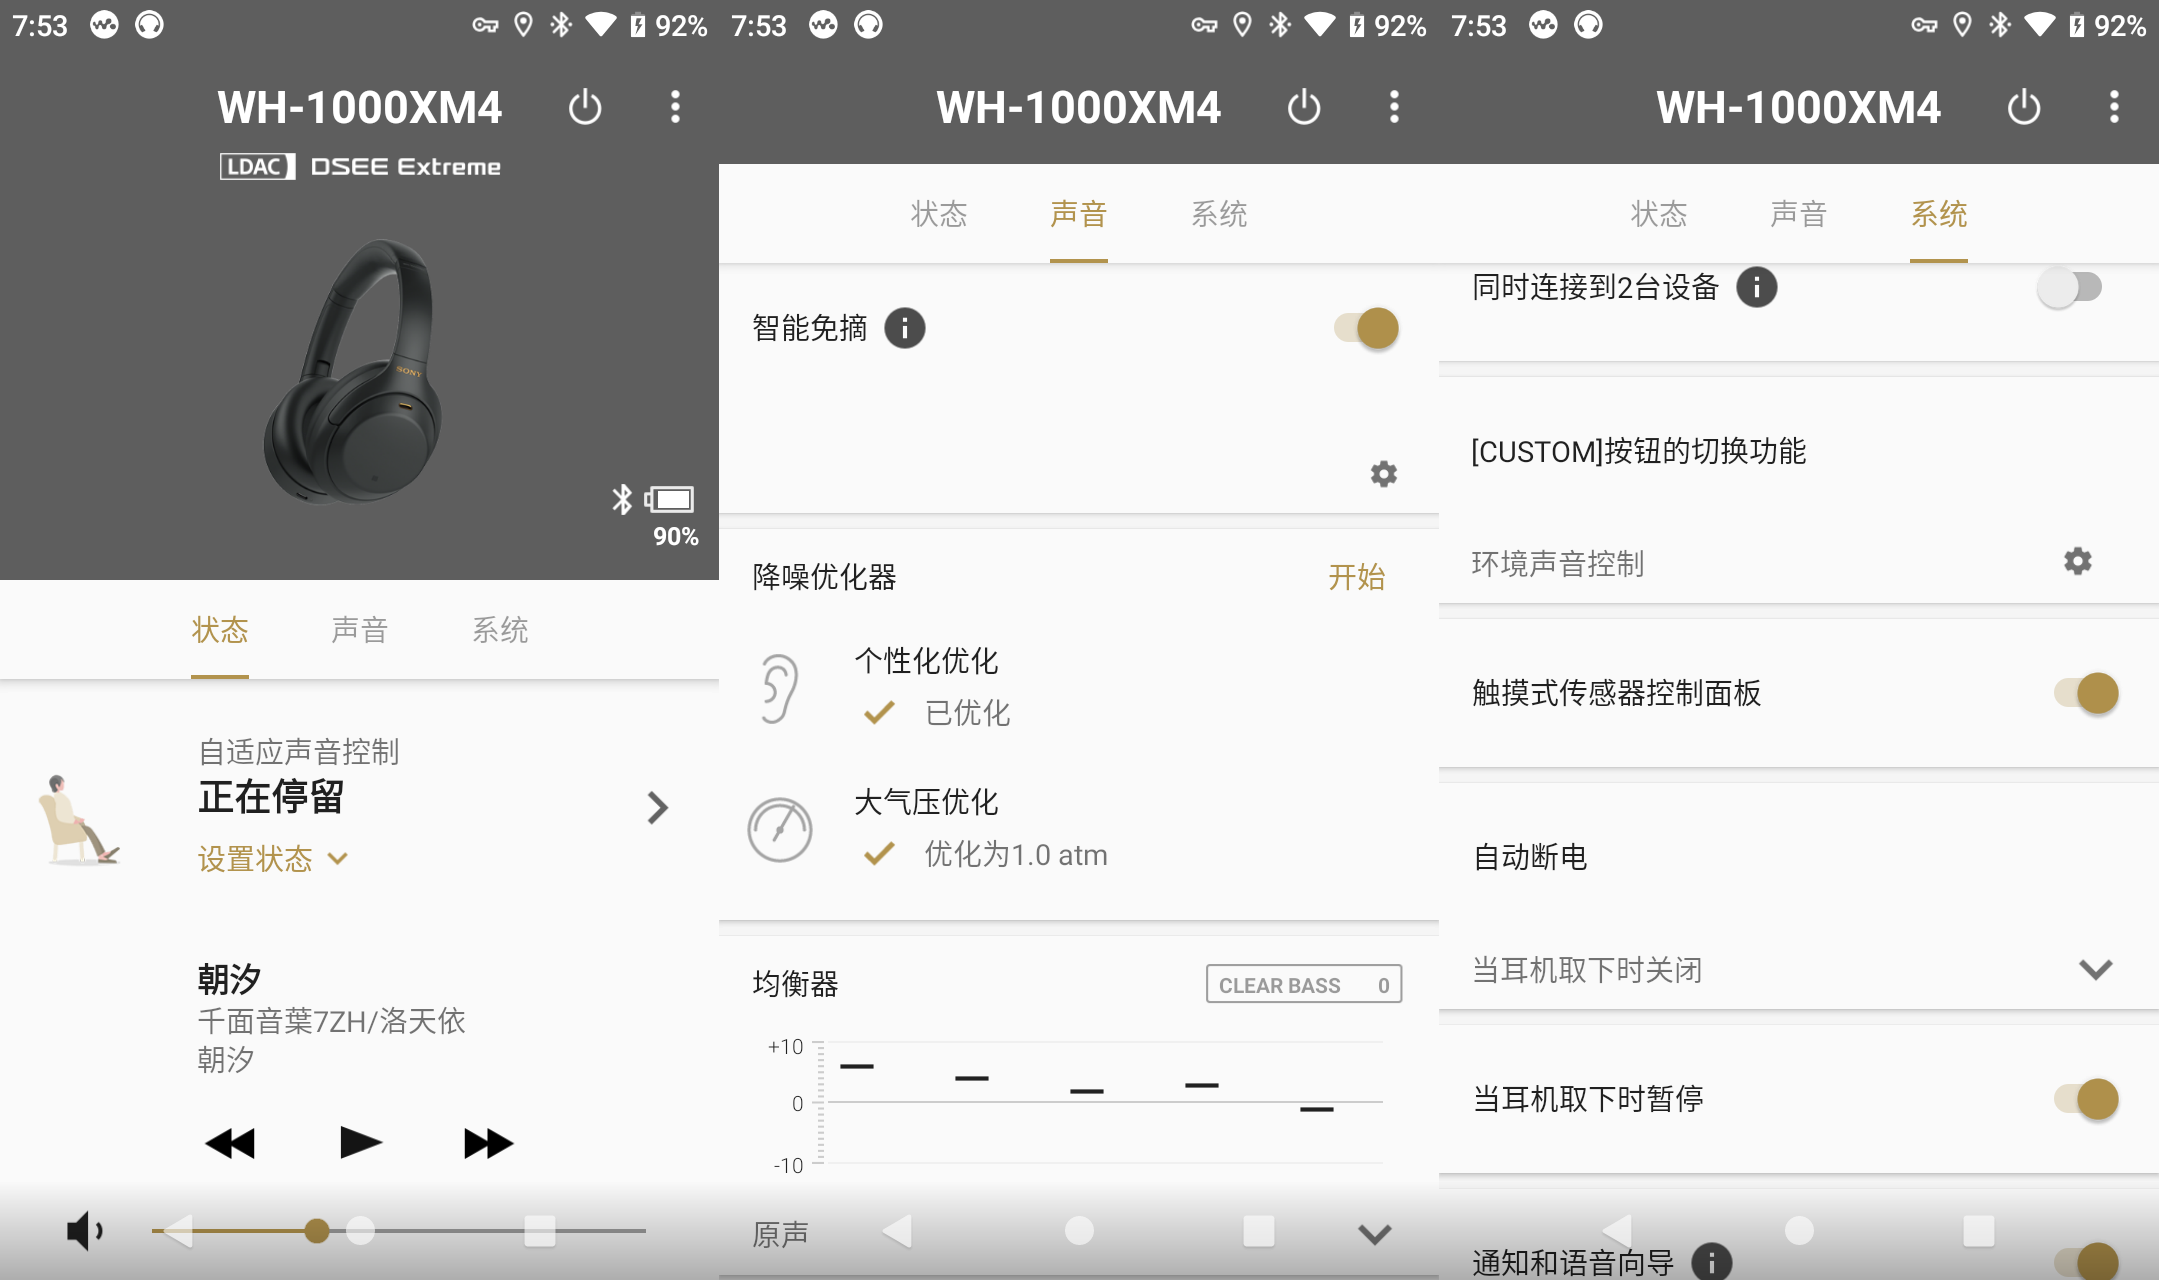 7:53
92%
WH-1000XM4
LDAC DSEE Extreme
SONY
90%
状态 声音 系统
自适应声音控制
正在停留
设置状态
朝汐
千面音葉7ZH/洛天依
朝汐
7:53
92%
WH-1000XM4
状态 声音 系统
智能免摘
降噪优化器 开始
个性化优化
已优化
大气压优化
优化为1.0 atm
均衡器 CLEAR BASS 0
+10
0
-10
原声
7:53
92%
WH-1000XM4
状态 声音 系统
同时连接到2台设备
[CUSTOM]按钮的切换功能
环境声音控制
触摸式传感器控制面板
自动断电
当耳机取下时关闭
当耳机取下时暂停
通知和语音向导